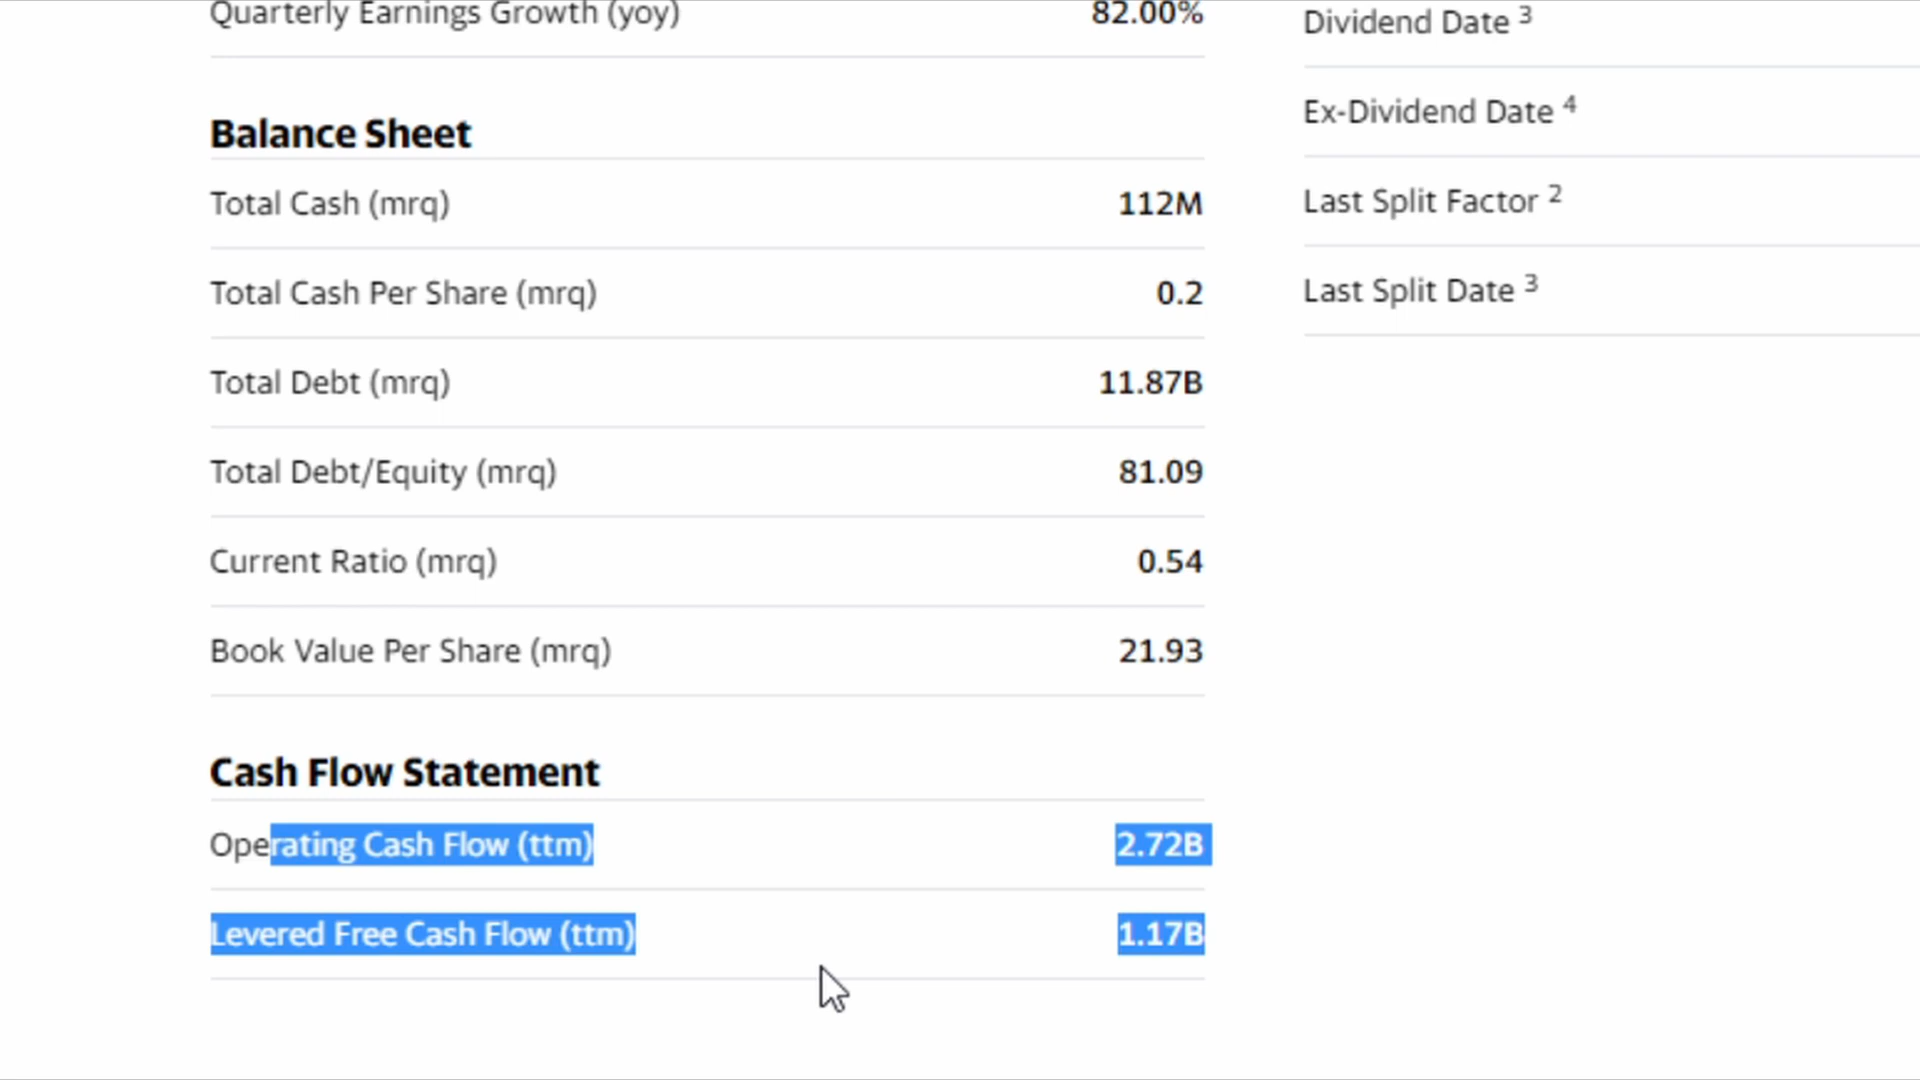 Quarterly Earnings Growth (yoy) 82.00%
Balance Sheet
Total Cash (mrq) 112M
Total Cash Per Share (mrq) 0.2
Total Debt (mrq) 11.87B
Total Debt/Equity (mrq) 81.09
Current Ratio (mrq) 0.54
Book Value Per Share (mrq) 21.93
Cash Flow Statement
Operating Cash Flow (ttm) 2.72B
Levered Free Cash Flow (ttm) 1.17B
Dividend Date 3
Ex-Dividend Date 4
Last Split Factor 2
Last Split Date 3